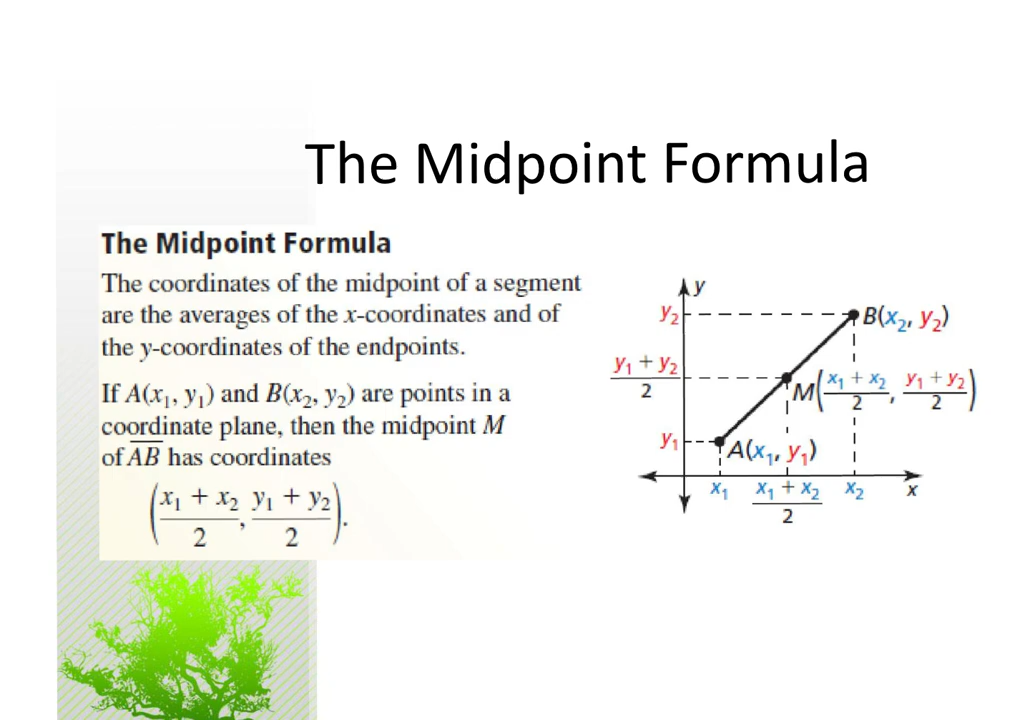 The Midpoint Formula
The Midpoint Formula
The coordinates of the midpoint of a segment
are the averages of the x-coordinates and of
the y-coordinates of the endpoints.
If A(x₁, y₁) and B(x₂, y₂) are points in a
coordinate plane, then the midpoint M
of A̅B̅ has coordinates
((x₁ + x₂)/2, (y₁ + y₂)/2).
y
y₂
B(x₂, y₂)
(y₁ + y₂)/2
M((x₁ + x₂)/2, (y₁ + y₂)/2)
y₁
A(x₁, y₁)
x₁
(x₁ + x₂)/2
x₂
x